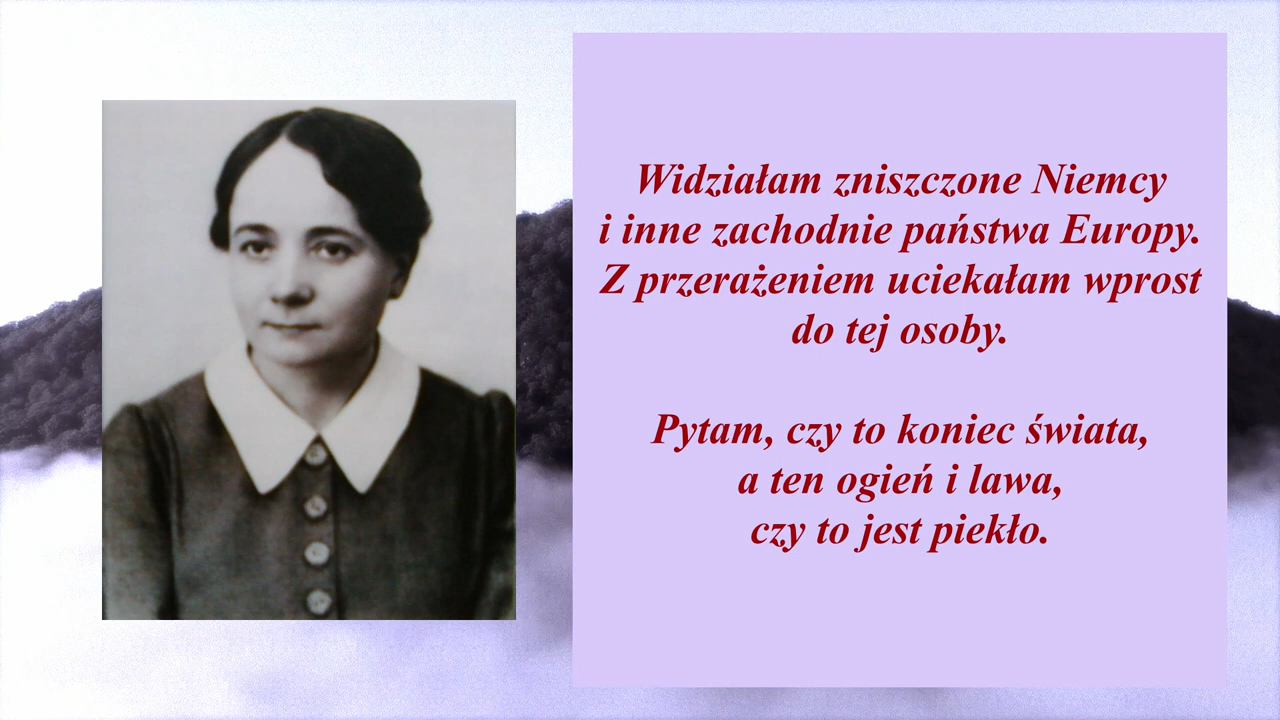 Widziałam zniszczone Niemcy
i inne zachodnie państwa Europy.
Z przerażeniem uciekałam wprost
do tej osoby.
Pytam, czy to koniec świata,
a ten ogień i lawa,
czy to jest piekło.